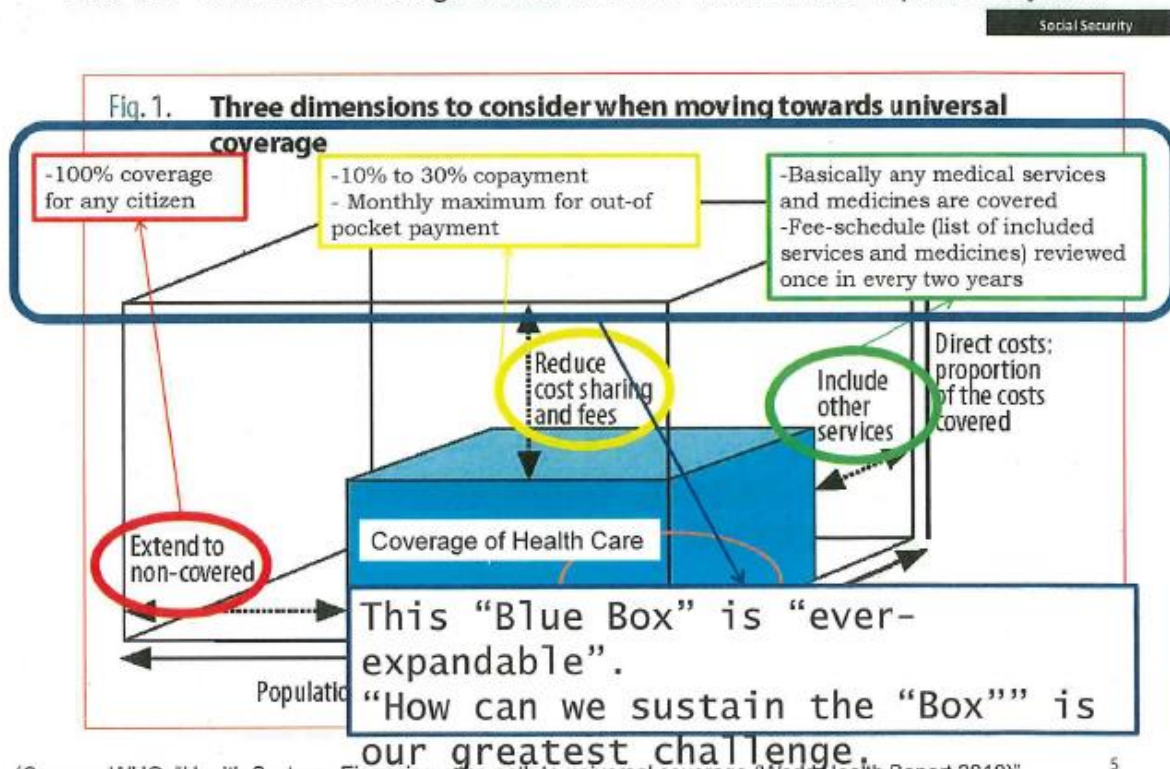 Social Security
Fig. 1. Three dimensions to consider when moving towards universal
coverage
-100% coverage
for any citizen
-10% to 30% copayment
- Monthly maximum for out-of
pocket payment
-Basically any medical services
and medicines are covered
-Fee-schedule (list of included
services and medicines) reviewed
once in every two years
Reduce
cost sharing
and fees
Include
other
services
Direct costs:
proportion
of the costs
covered
Extend to
non-covered
Coverage of Health Care
This “Blue Box” is “ever-
expandable”.
“How can we sustain the “Box”” is
our greatest challenge.
Populatio
5